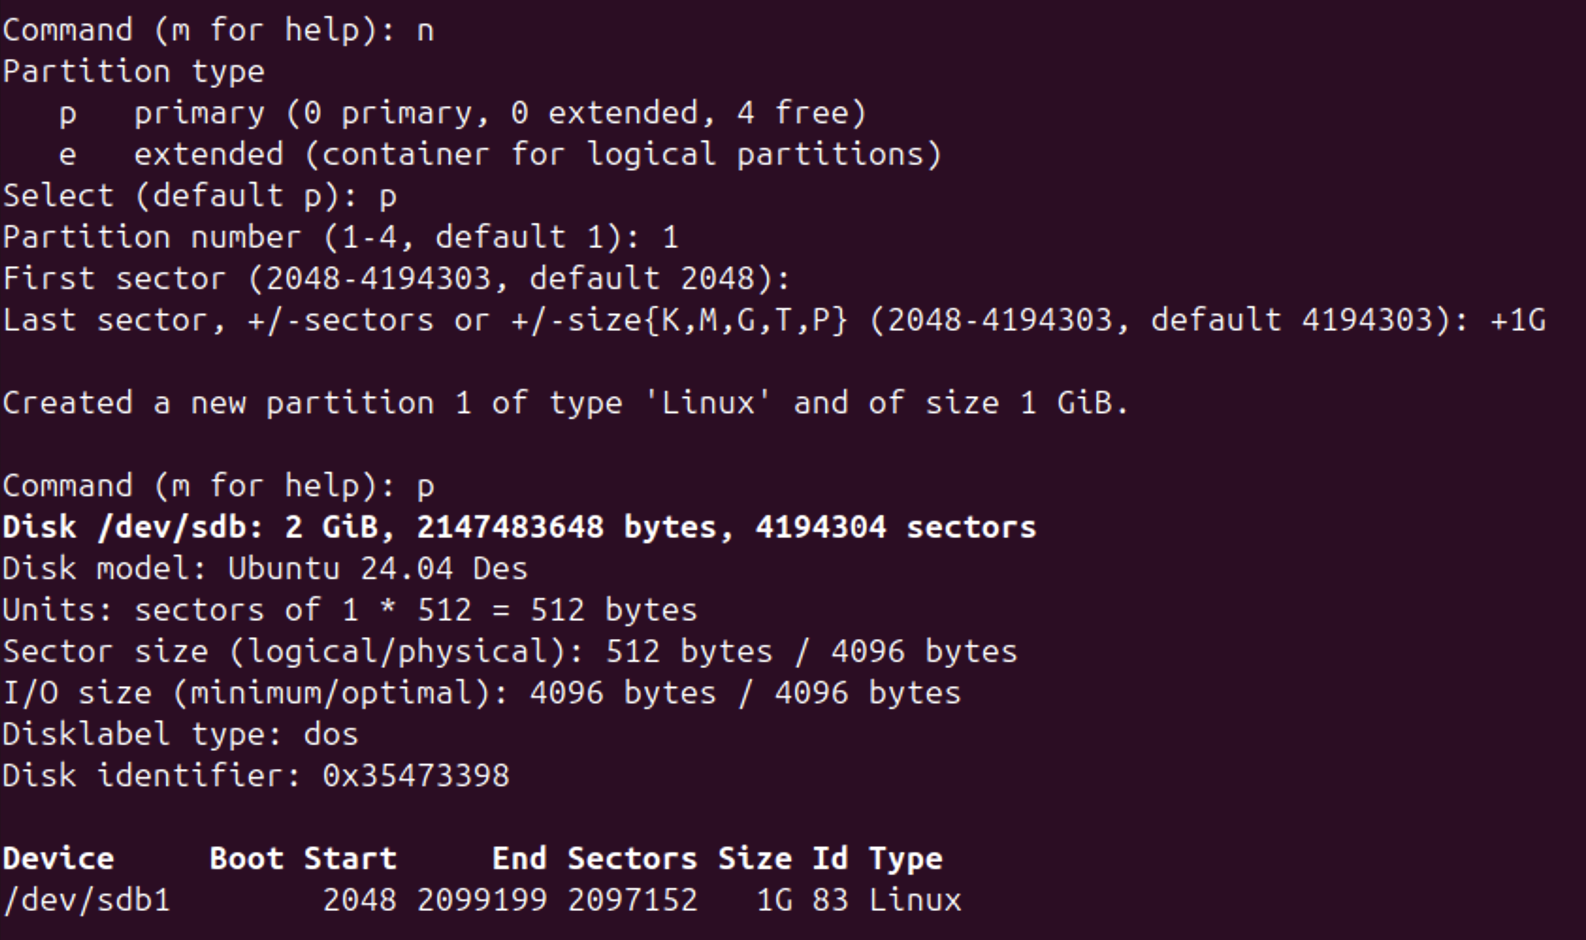 Command (m for help): n
Partition type
   p   primary (0 primary, 0 extended, 4 free)
   e   extended (container for logical partitions)
Select (default p): p
Partition number (1-4, default 1): 1
First sector (2048-4194303, default 2048):
Last sector, +/-sectors or +/-size{K,M,G,T,P} (2048-4194303, default 4194303): +1G

Created a new partition 1 of type 'Linux' and of size 1 GiB.

Command (m for help): p
Disk /dev/sdb: 2 GiB, 2147483648 bytes, 4194304 sectors
Disk model: Ubuntu 24.04 Des
Units: sectors of 1 * 512 = 512 bytes
Sector size (logical/physical): 512 bytes / 4096 bytes
I/O size (minimum/optimal): 4096 bytes / 4096 bytes
Disklabel type: dos
Disk identifier: 0x35473398

Device     Boot Start     End Sectors Size Id Type
/dev/sdb1        2048 2099199 2097152   1G 83 Linux